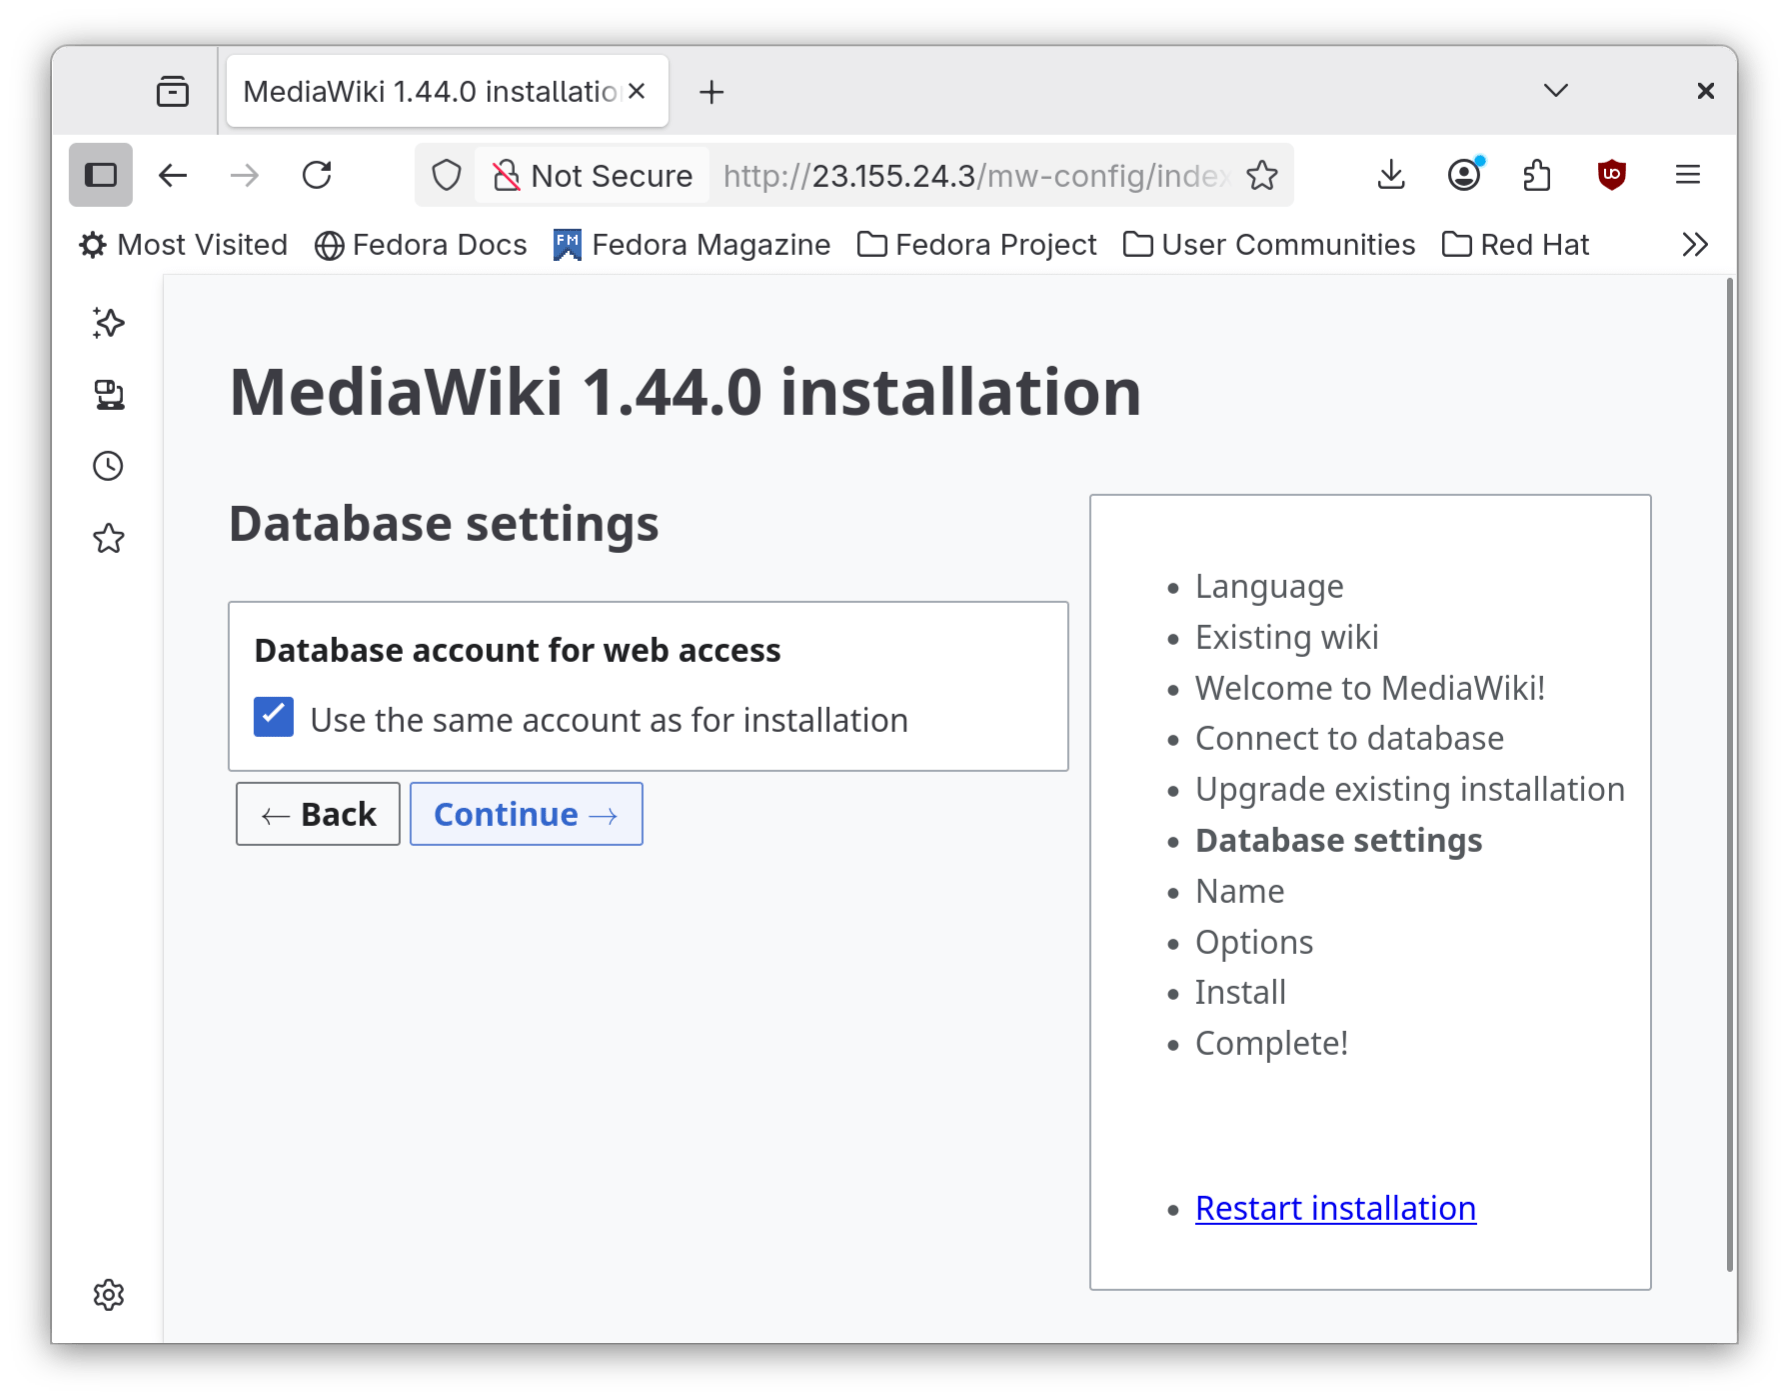 MediaWiki 1.44.0 installatio
Not Secure http://23.155.24.3/mw-config/index
Most Visited Fedora Docs FM Fedora Magazine Fedora Project User Communities Red Hat
MediaWiki 1.44.0 installation
Database settings
Database account for web access
Use the same account as for installation
← Back Continue →
Language
Existing wiki
Welcome to MediaWiki!
Connect to database
Upgrade existing installation
Database settings
Name
Options
Install
Complete!
Restart installation